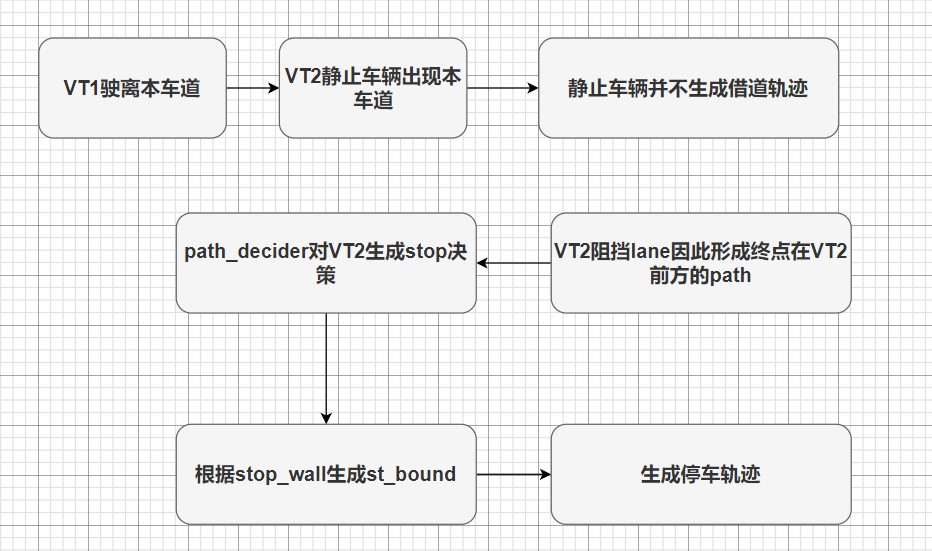 VT1驶离本车道
VT2静止车辆出现本
车道
静止车辆并不生成借道轨迹
VT2阻挡lane因此形成终点在VT2
前方的path
path_decider对VT2生成stop决
策
根据stop_wall生成st_bound
生成停车轨迹